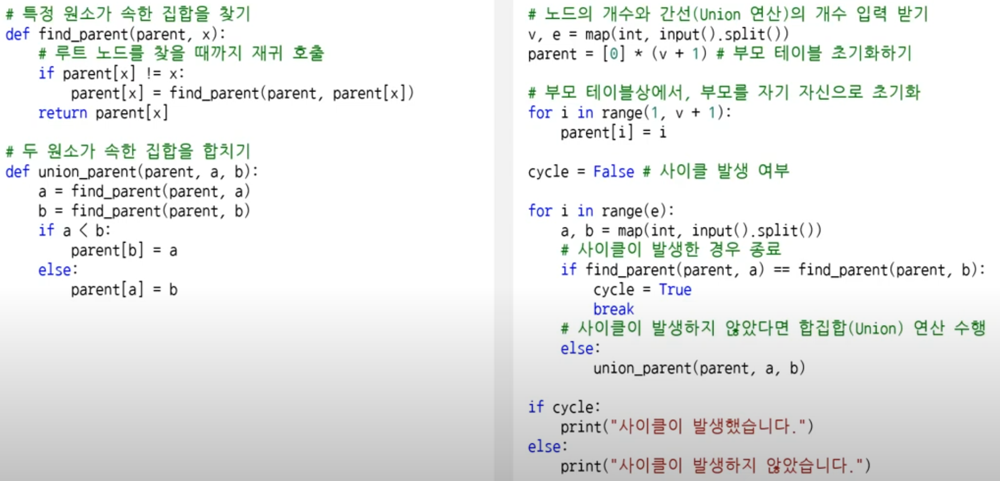 # 특정 원소가 속한 집합을 찾기
def find_parent(parent, x):
    # 루트 노드를 찾을 때까지 재귀 호출
    if parent[x] != x:
        parent[x] = find_parent(parent, parent[x])
    return parent[x]

# 두 원소가 속한 집합을 합치기
def union_parent(parent, a, b):
    a = find_parent(parent, a)
    b = find_parent(parent, b)
    if a < b:
        parent[b] = a
    else:
        parent[a] = b

# 노드의 개수와 간선(Union 연산)의 개수 입력 받기
v, e = map(int, input().split())
parent = [0] * (v + 1) # 부모 테이블 초기화하기

# 부모 테이블상에서, 부모를 자기 자신으로 초기화
for i in range(1, v + 1):
    parent[i] = i

cycle = False # 사이클 발생 여부

for i in range(e):
    a, b = map(int, input().split())
    # 사이클이 발생한 경우 종료
    if find_parent(parent, a) == find_parent(parent, b):
        cycle = True
        break
    # 사이클이 발생하지 않았다면 합집합(Union) 연산 수행
    else:
        union_parent(parent, a, b)

if cycle:
    print("사이클이 발생했습니다.")
else:
    print("사이클이 발생하지 않았습니다.")